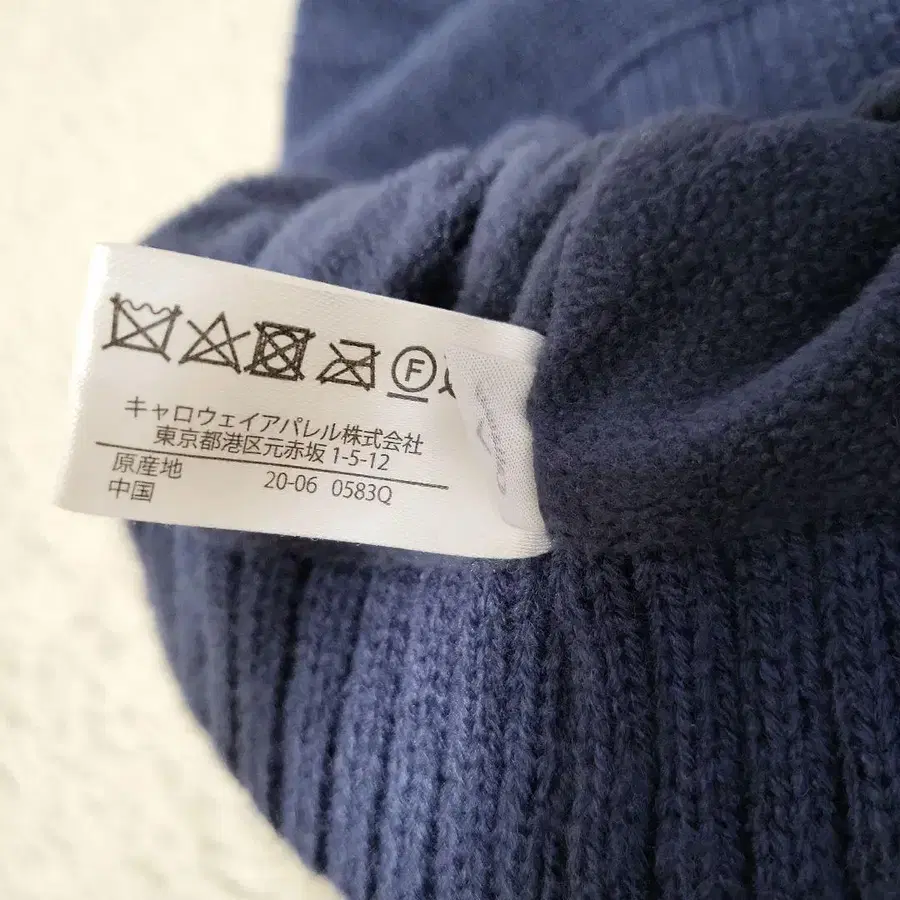 F
キャロウェイアパレル株式会社
東京都港区元赤坂 1-5-12
原産地 20-06 0583Q
中国